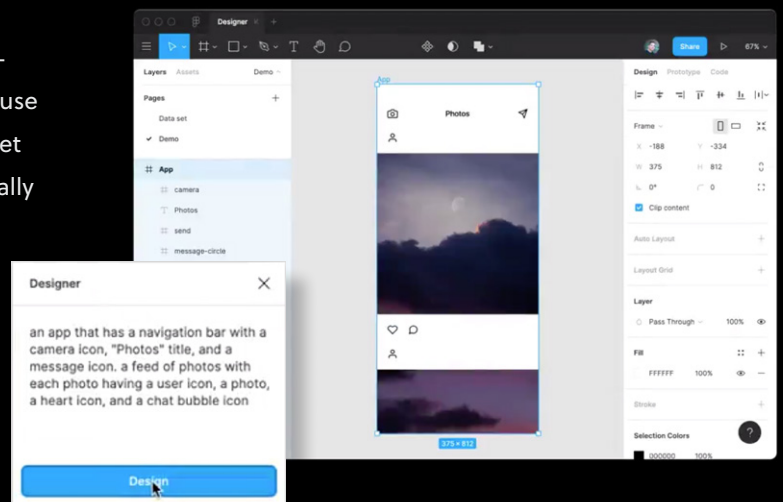 use
et
ally
Designer
Share
67%
Layers Assets Demo
Pages
Data set
Demo
App
camera
Photos
send
message-circle
App
Photos
375 × 812
Design Prototype Code
Frame
X -188 Y -334
W 375 H 812
0° 0
Clip content
Auto Layout
Layout Grid
Layer
Pass Through 100%
Fill
FFFFFF 100%
Stroke
Selection Colors
000000 100%
?
Designer
an app that has a navigation bar with a
camera icon, "Photos" title, and a
message icon. a feed of photos with
each photo having a user icon, a photo,
a heart icon, and a chat bubble icon
Design